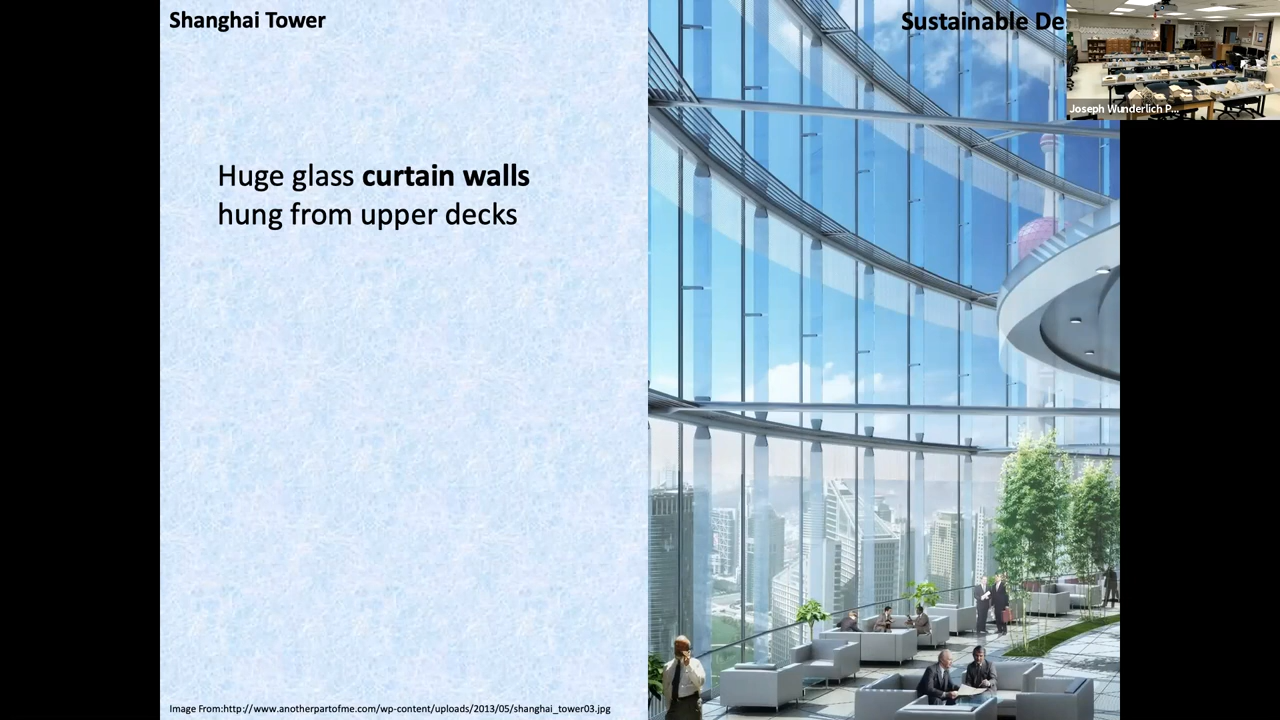 Shanghai Tower
Sustainable De
Joseph Wunderlich P...
Huge glass curtain walls
hung from upper decks
Image From:http://www.anotherpartofme.com/wp-content/uploads/2013/05/shanghai_tower03.jpg